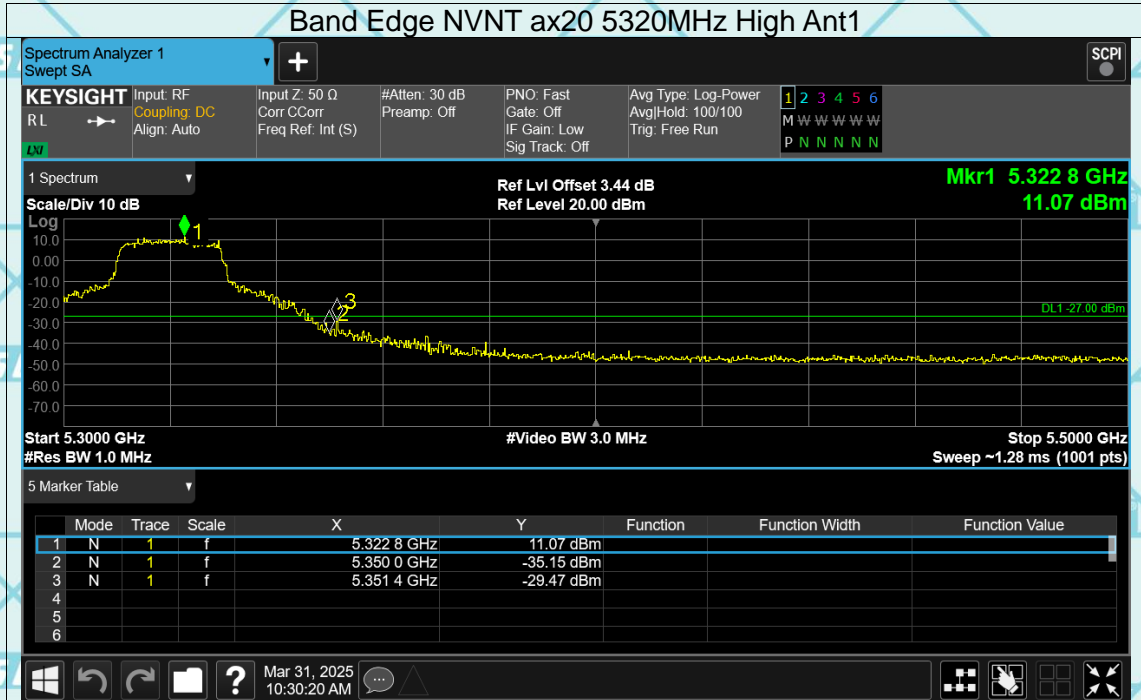 Band Edge NVNT ax20 5320MHz High Ant1
Spectrum Analyzer 1
Swept SA
+
SCPI
KEYSIGHT
R L
LXI
Input: RF
Coupling: DC
Align: Auto
Input Z: 50 Ω
Corr CCorr
Freq Ref: Int (S)
#Atten: 30 dB
Preamp: Off
PNO: Fast
Gate: Off
IF Gain: Low
Sig Track: Off
Avg Type: Log-Power
Avg|Hold: 100/100
Trig: Free Run
1 2 3 4 5 6
M W W W W W
P N N N N N
1 Spectrum
Scale/Div 10 dB
Ref Lvl Offset 3.44 dB
Ref Level 20.00 dBm
Mkr1 5.322 8 GHz
11.07 dBm
Log
10.0
0.00
-10.0
-20.0
-30.0
-40.0
-50.0
-60.0
-70.0
1
3
2
DL1 -27.00 dBm
Start 5.3000 GHz
#Video BW 3.0 MHz
Stop 5.5000 GHz
#Res BW 1.0 MHz
Sweep ~1.28 ms (1001 pts)
5 Marker Table
Mode Trace Scale X Y Function Function Width Function Value
1 N 1 f 5.322 8 GHz 11.07 dBm
2 N 1 f 5.350 0 GHz -35.15 dBm
3 N 1 f 5.351 4 GHz -29.47 dBm
4
5
6
?
Mar 31, 2025
10:30:20 AM